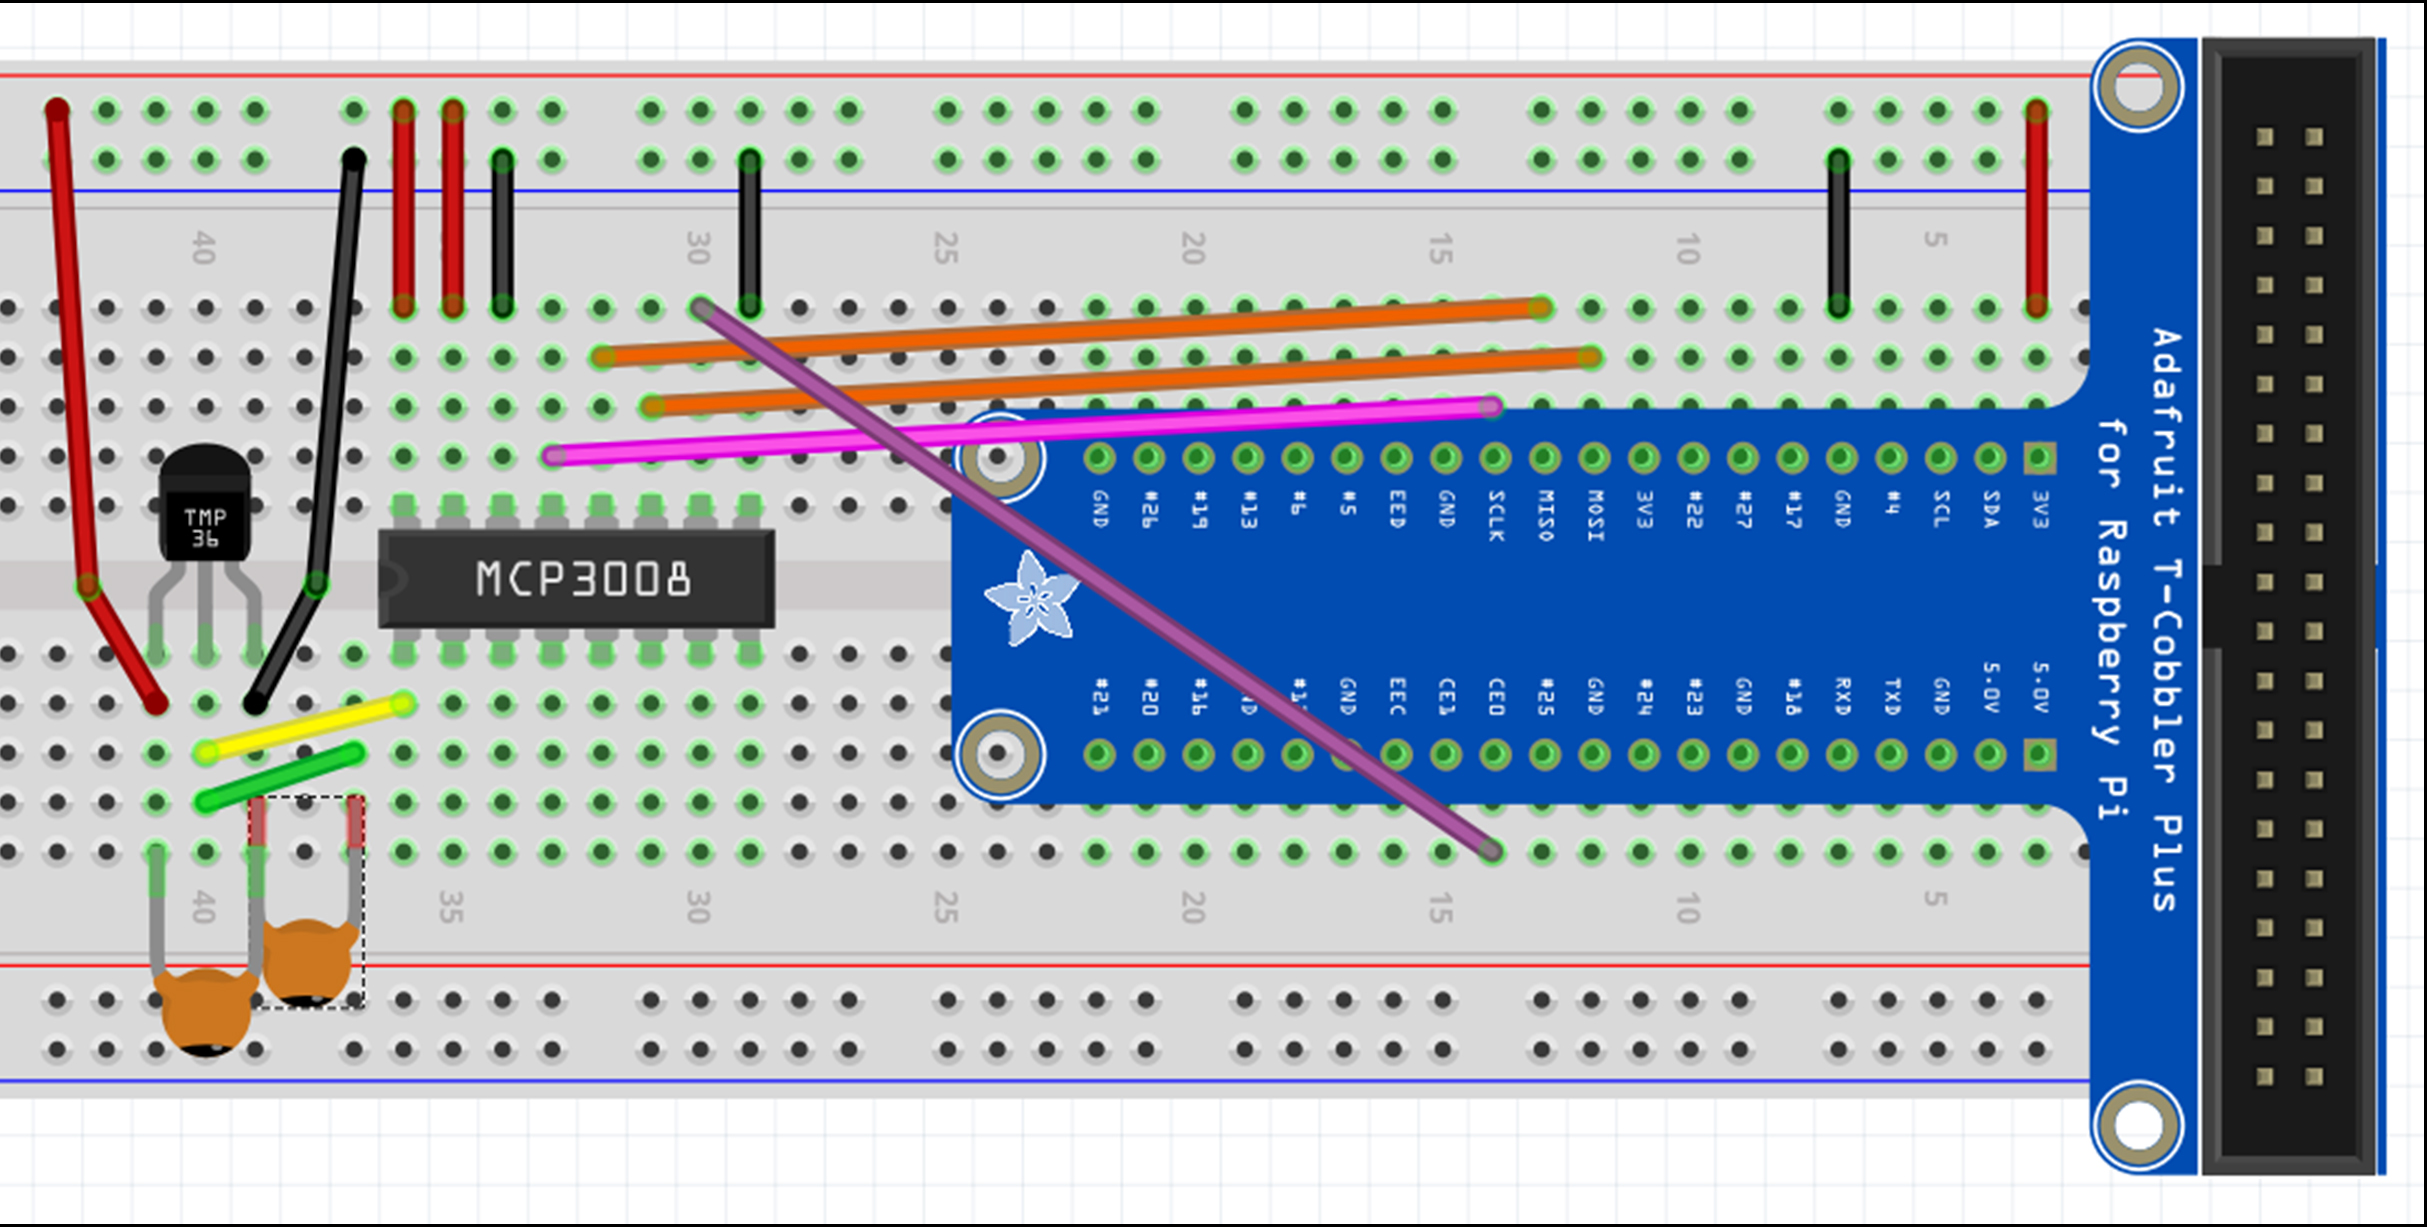 40
30
25
20
15
10
5
TMP
36
MCP3008
GND
#26
#19
#13
#6
#5
EED
GND
SCLK
MISO
MOSI
3V3
#22
#27
#17
GND
#4
SCL
SDA
3V3
#21
#20
#16
GND
EEC
CE1
CE0
#25
GND
#24
#23
GND
#18
RXD
TXD
GND
5.0V
5.0V
Adafruit T-Cobbler Plus
for Raspberry Pi
40
35
30
25
20
15
10
5